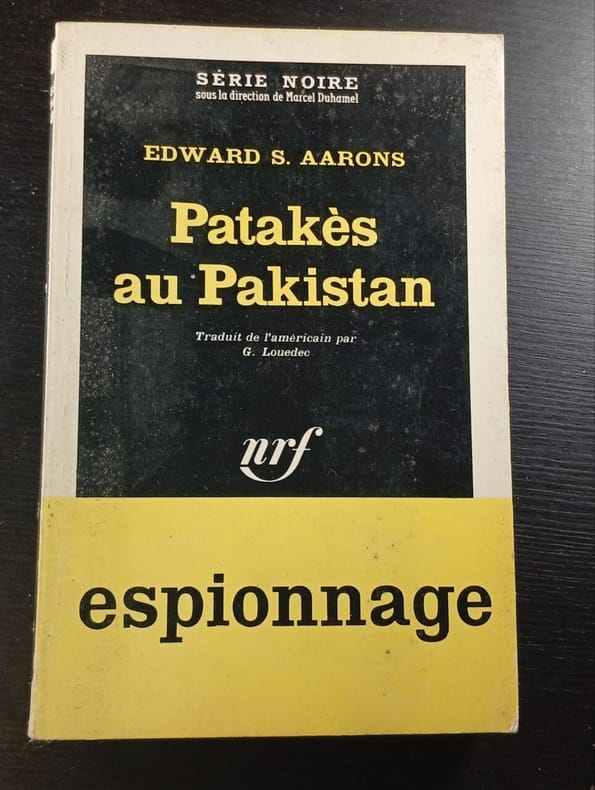 SÉRIE NOIRE
sous la direction de Marcel Duhamel
EDWARD S. AARONS
Patakès
au Pakistan
Traduit de l'américain par
G. Louedec
nrf
espionnage